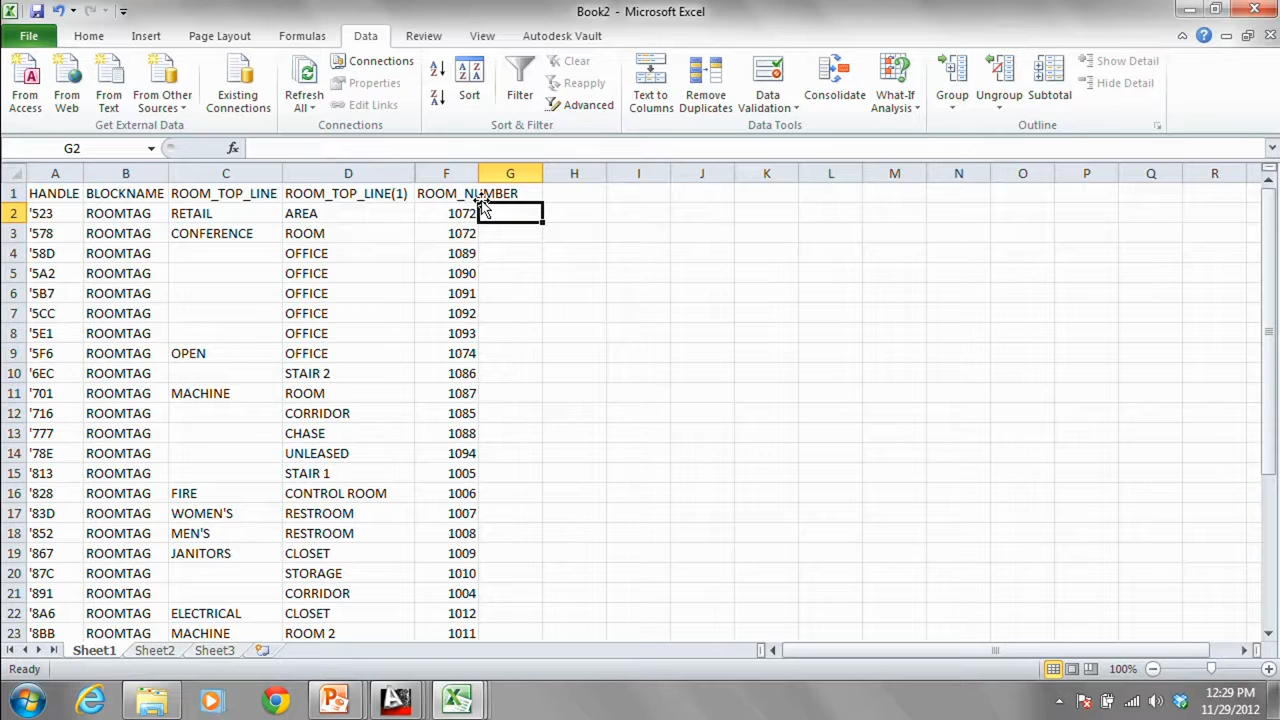 Book2 - Microsoft Excel
File Home Insert Page Layout Formulas Data Review View Autodesk Vault
From Access From Web From Text From Other Sources Existing Connections Refresh All Connections Properties Edit Links Sort Filter Clear Reapply Advanced Text to Columns Remove Duplicates Data Validation Consolidate What-If Analysis Group Ungroup Subtotal Show Detail Hide Detail
Get External Data Connections Sort & Filter Data Tools Outline
G2 fx
A B C D F G H I J K L M N O P Q R
1 HANDLE BLOCKNAME ROOM_TOP_LINE ROOM_TOP_LINE(1) ROOM_NUMBER
2 '523 ROOMTAG RETAIL AREA 1072
3 '578 ROOMTAG CONFERENCE ROOM 1072
4 '58D ROOMTAG OFFICE 1089
5 '5A2 ROOMTAG OFFICE 1090
6 '5B7 ROOMTAG OFFICE 1091
7 '5CC ROOMTAG OFFICE 1092
8 '5E1 ROOMTAG OFFICE 1093
9 '5F6 ROOMTAG OPEN OFFICE 1074
10 '6EC ROOMTAG STAIR 2 1086
11 '701 ROOMTAG MACHINE ROOM 1087
12 '716 ROOMTAG CORRIDOR 1085
13 '777 ROOMTAG CHASE 1088
14 '78E ROOMTAG UNLEASED 1094
15 '813 ROOMTAG STAIR 1 1005
16 '828 ROOMTAG FIRE CONTROL ROOM 1006
17 '83D ROOMTAG WOMEN'S RESTROOM 1007
18 '852 ROOMTAG MEN'S RESTROOM 1008
19 '867 ROOMTAG JANITORS CLOSET 1009
20 '87C ROOMTAG STORAGE 1010
21 '891 ROOMTAG CORRIDOR 1004
22 '8A6 ROOMTAG ELECTRICAL CLOSET 1012
23 '8BB ROOMTAG MACHINE ROOM 2 1011
Sheet1 Sheet2 Sheet3
Ready 100%
12:29 PM
11/29/2012